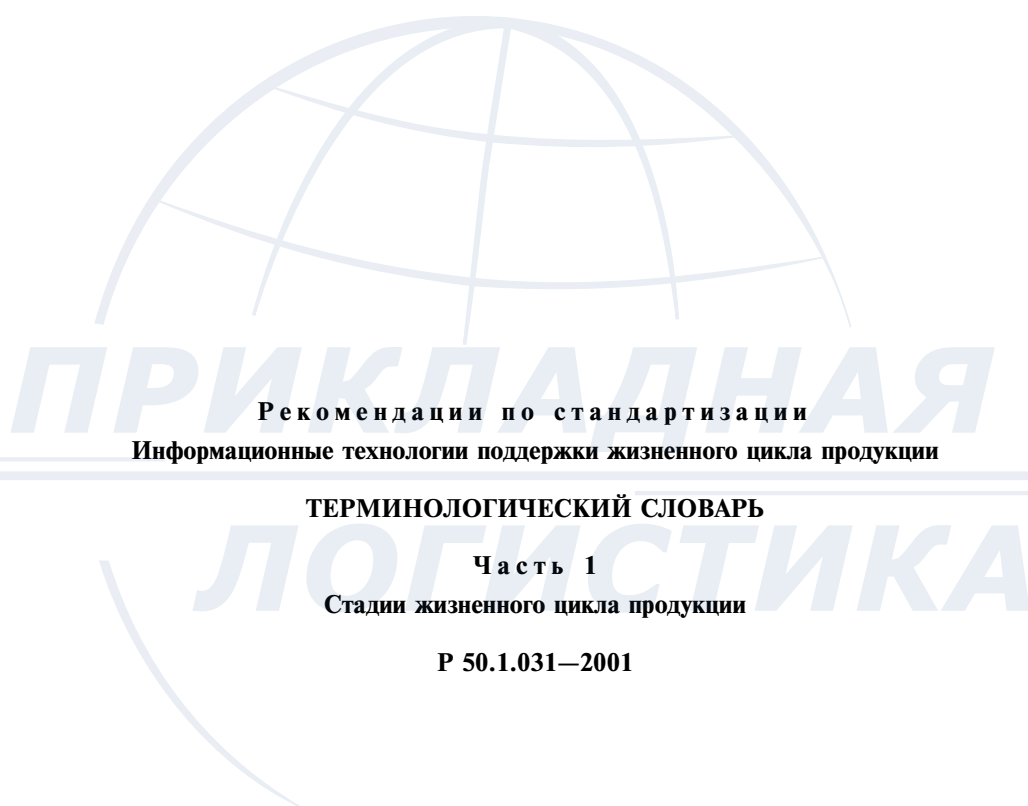 ПРИКЛАДНАЯ
Рекомендации по стандартизации
Информационные технологии поддержки жизненного цикла продукции
ТЕРМИНОЛОГИЧЕСКИЙ СЛОВАРЬ
ЛОГИСТИКА
Часть 1
Стадии жизненного цикла продукции
Р 50.1.031—2001